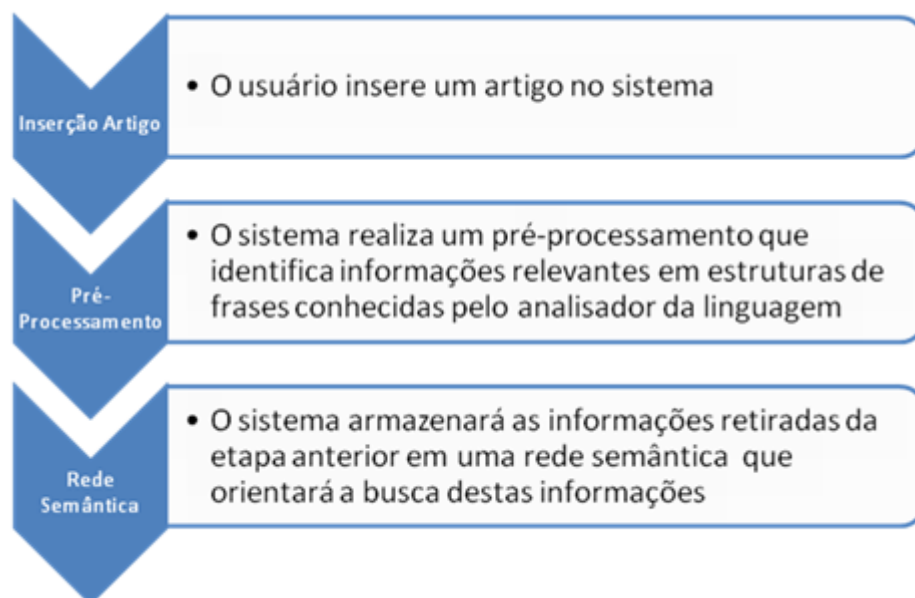 Inserção Artigo
• O usuário insere um artigo no sistema
Pré-
Processamento
• O sistema realiza um pré-processamento que
identifica informações relevantes em estruturas de
frases conhecidas pelo analisador da linguagem
Rede
Semântica
• O sistema armazenará as informações retiradas da
etapa anterior em uma rede semântica que
orientará a busca destas informações